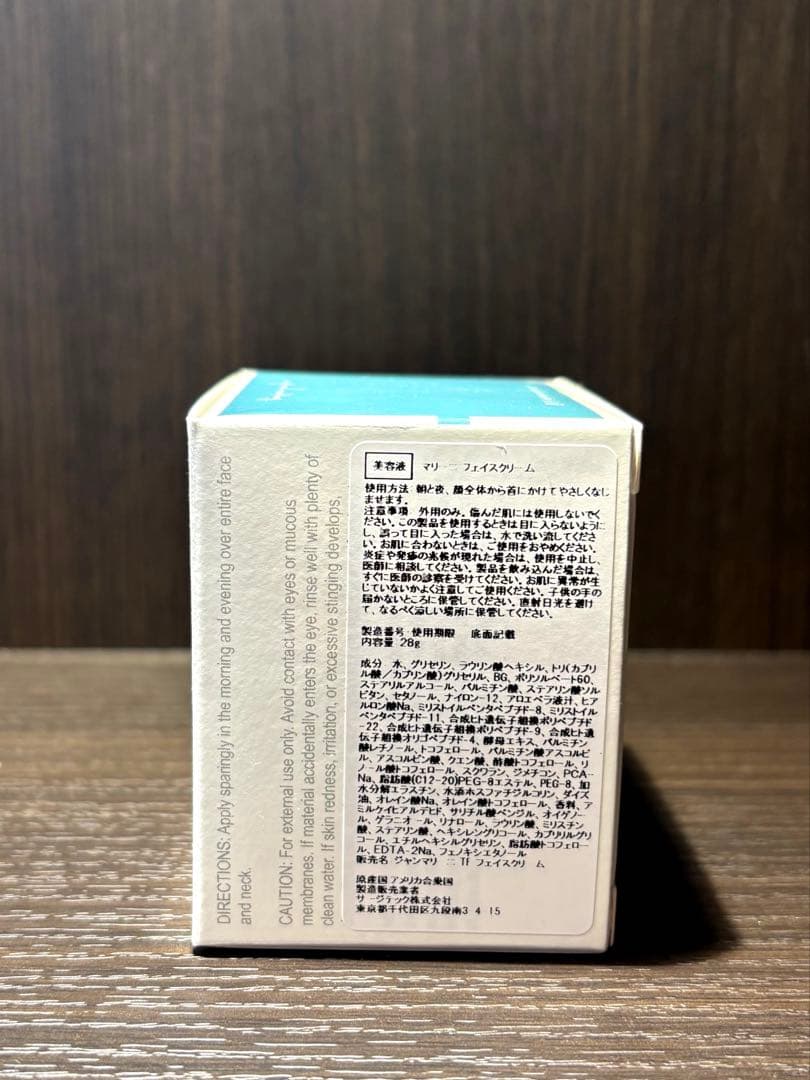 DIRECTIONS: Apply sparingly in the morning and evening over entire face
and neck.
CAUTION: For external use only. Avoid contact with eyes or mucous
membranes. If material accidentally enters the eye, rinse well with plenty of
clean water. If skin redness, irritation, or excessive stinging develops,
美容液 マリーニ フェイスクリーム
使用方法 朝と夜、顔全体から首にかけてやさしくなじ
ませます。
注意事項 外用のみ。傷んだ肌には使用しないでく
ださい。この製品を使用するときは目に入らないように
し、誤って目に入った場合は、水で洗い流してくださ
い。お肌に合わないときは、ご使用をおやめください。
炎症や発疹の兆候が現れた場合は、使用を中止し、
医師に相談してください。製品を飲み込んだ場合は、
すぐに医師の診察を受けてください。お肌に異常が生
じていないかよく注意してご使用ください。子供の手の
届かないところに保管してください。直射日光を避け
て、なるべく涼しい場所に保管してください。
製造番号・使用期限 底面記載
内容量 28g
成分 水、グリセリン、ラウリン酸ヘキシル、トリ(カプリ
ル酸/カプリン酸)グリセリル、BG、ポリソルベート60、
ステアリルアルコール、パルミチン酸、ステアリン酸ソル
ビタン、セタノール、ナイロン-12、アロエベラ液汁、ヒア
ルロン酸Na、ミリストイルペンタペプチド-8、ミリストイル
ペンタペプチド-11、合成ヒト遺伝子組換ポリペプチド
-22、合成ヒト遺伝子組換ポリペプチド-9、合成ヒト遺
伝子組換オリゴペプチド-4、酵母エキス、パルミチン
酸レチノール、トコフェロール、パルミチン酸アスコルビ
ル、アスコルビン酸、クエン酸、酢酸トコフェロール、リ
ノール酸トコフェロール、スクワラン、ジメチコン、PCA-
Na、脂肪酸(C12-20)PEG-8エステル、PEG-8、加
水分解エラスチン、水添ホスファチジルコリン、ダイズ
油、オレイン酸Na、オレイン酸トコフェロール、香料、ア
ミルケイヒアルデヒド、サリチル酸ベンジル、オイゲノー
ル、ゲラニオール、リナロール、ラウリン酸、ミリスチン
酸、ステアリン酸、ヘキシレングリコール、カプリリルグリ
コール、エチルヘキシルグリセリン、脂肪酸トコフェロー
ル、EDTA-2Na、フェノキシエタノール
販売名 ジャンマリーニ TF フェイスクリーム
原産国 アメリカ合衆国
製造販売業者
サージテック株式会社
東京都千代田区九段南3-4-15